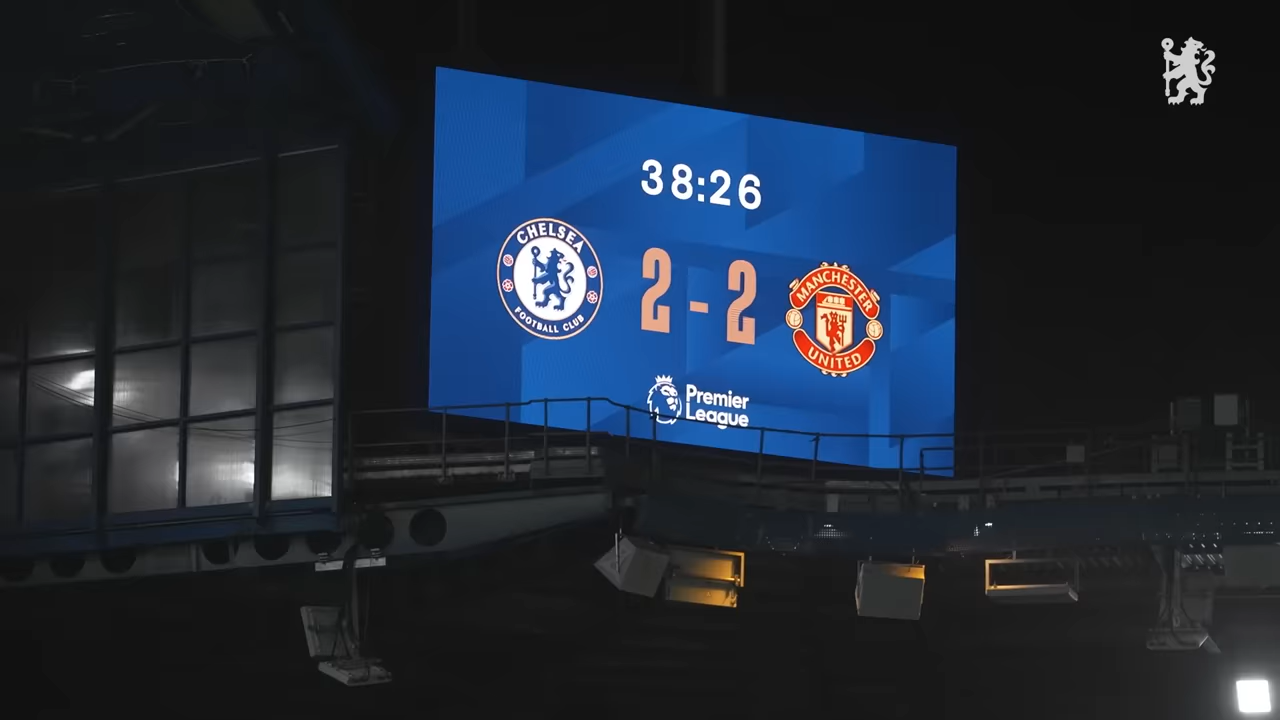 38:26
CHELSEA
FOOTBALL CLUB
2 - 2
MANCHESTER
UNITED
Premier
League